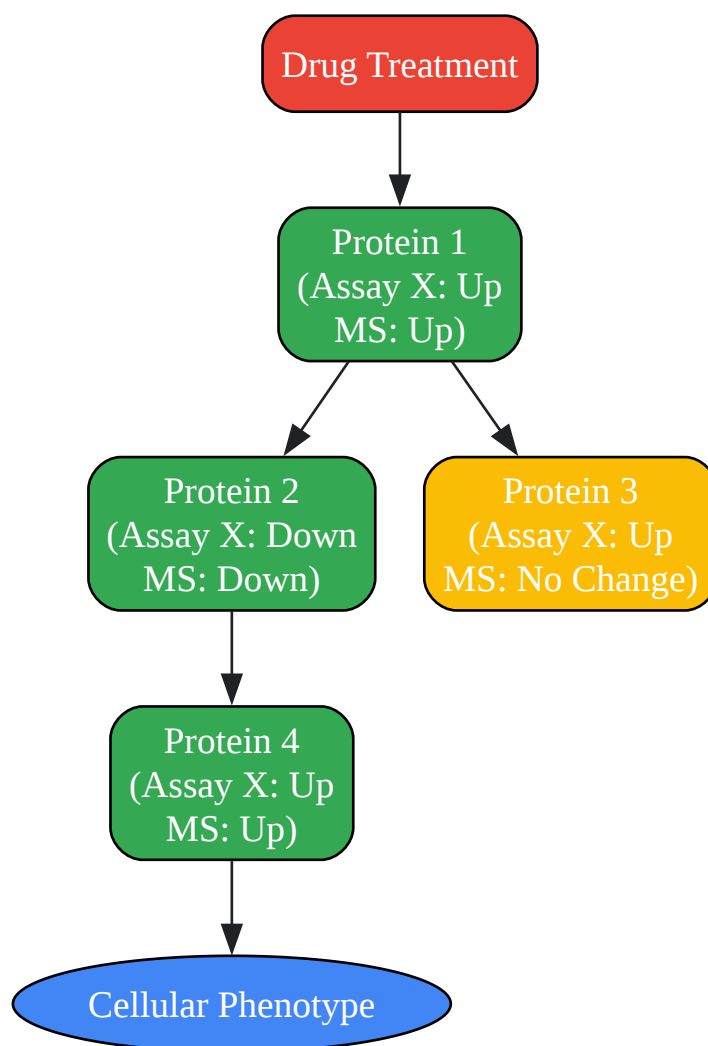 Drug Treatment
Protein 1
(Assay X: Up
MS: Up)
Protein 2
(Assay X: Down
MS: Down)
Protein 3
(Assay X: Up
MS: No Change)
Protein 4
(Assay X: Up
MS: Up)
Cellular Phenotype